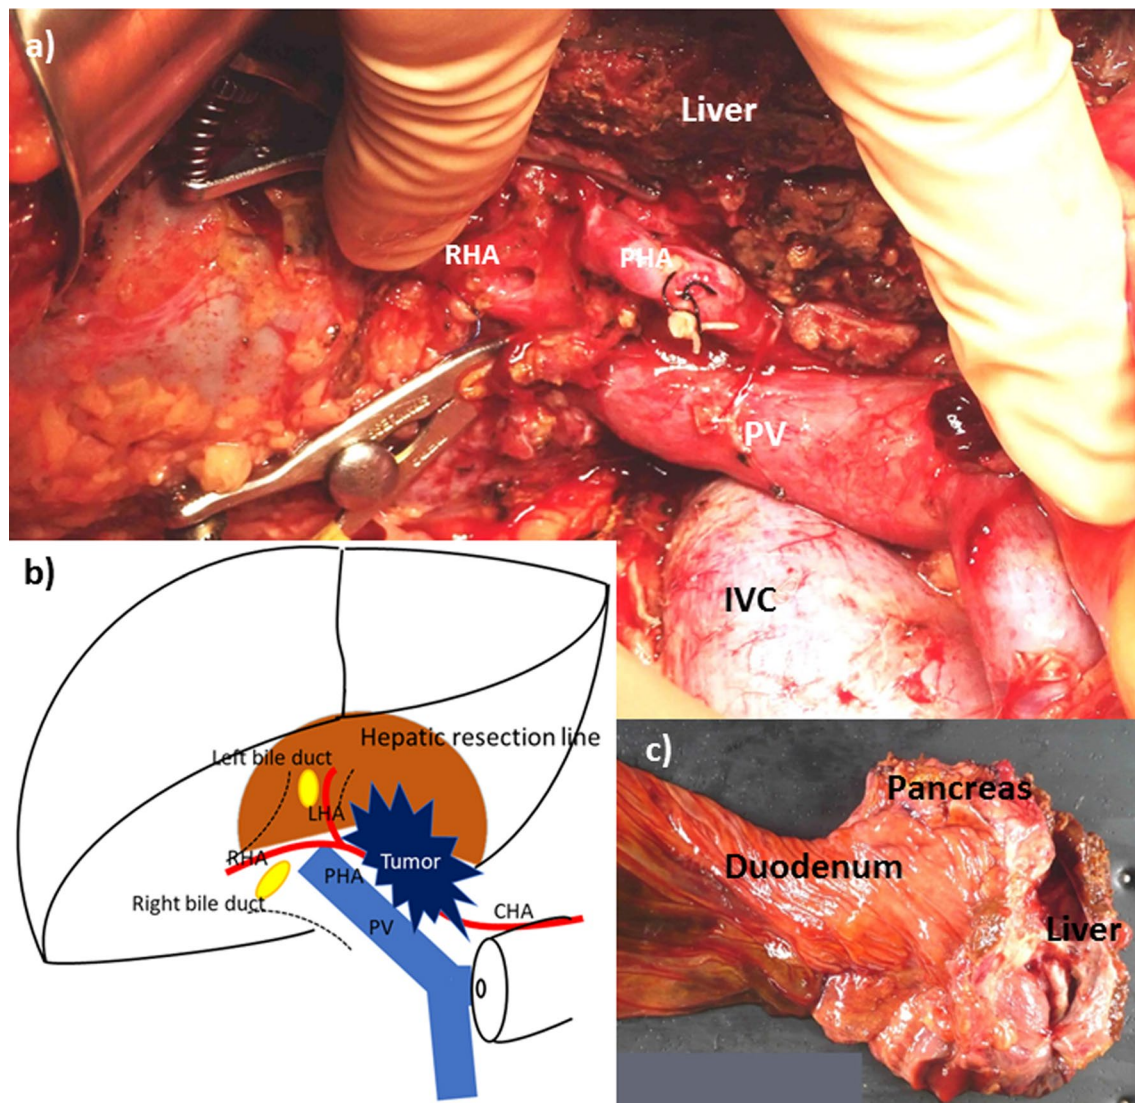 a)
Liver
RHA
PHA
PV
IVC
b)
Hepatic resection line
Left bile duct
LHA
RHA
Tumor
PHA
Right bile duct
CHA
PV
c)
Pancreas
Duodenum
Liver